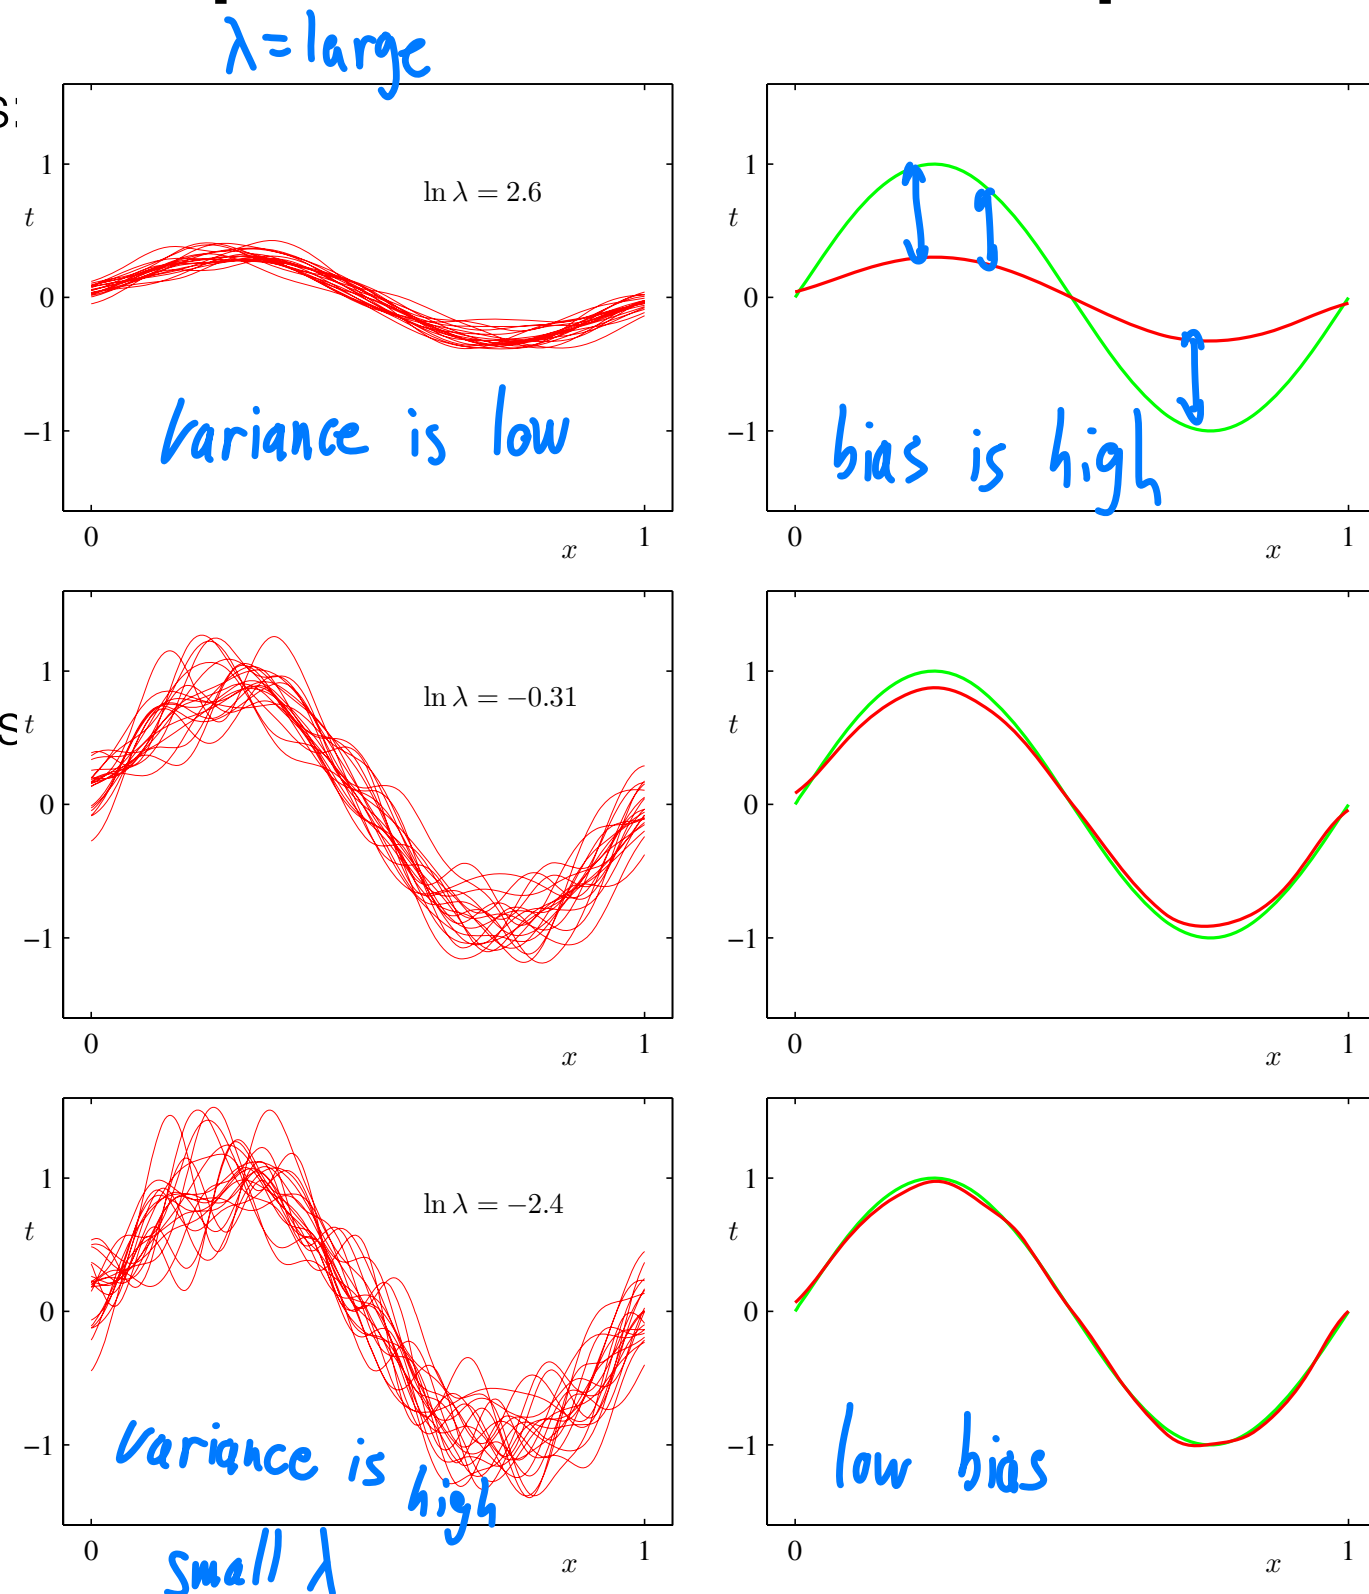 λ = large
s:
1
t
0
−1
ln λ = 2.6
variance is low
0
x
1
1
t
0
−1
bias is high
0
x
1
s
1
t
0
−1
ln λ = −0.31
0
x
1
1
t
0
−1
0
x
1
1
t
0
−1
ln λ = −2.4
variance is high
0
x
1
small λ
1
t
0
−1
low bias
0
x
1